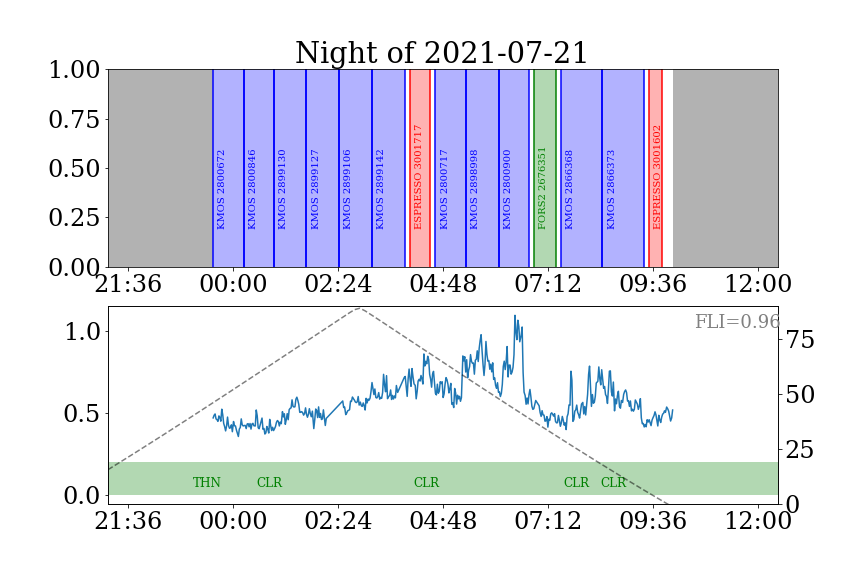 Night of 2021-07-21
1.00
0.75
0.50
0.25
0.00
KMOS 2800672
KMOS 2800846
KMOS 2899130
KMOS 2899127
KMOS 2899106
KMOS 2899142
ESPRESSO 3001717
KMOS 2800717
KMOS 2898998
KMOS 2800900
FORS2 2676351
KMOS 2866368
KMOS 2866373
ESPRESSO 3001602
21:36 00:00 02:24 04:48 07:12 09:36 12:00
FLI=0.96
1.0
0.5
0.0
75
50
25
0
THN CLR CLR CLR CLR
21:36 00:00 02:24 04:48 07:12 09:36 12:00